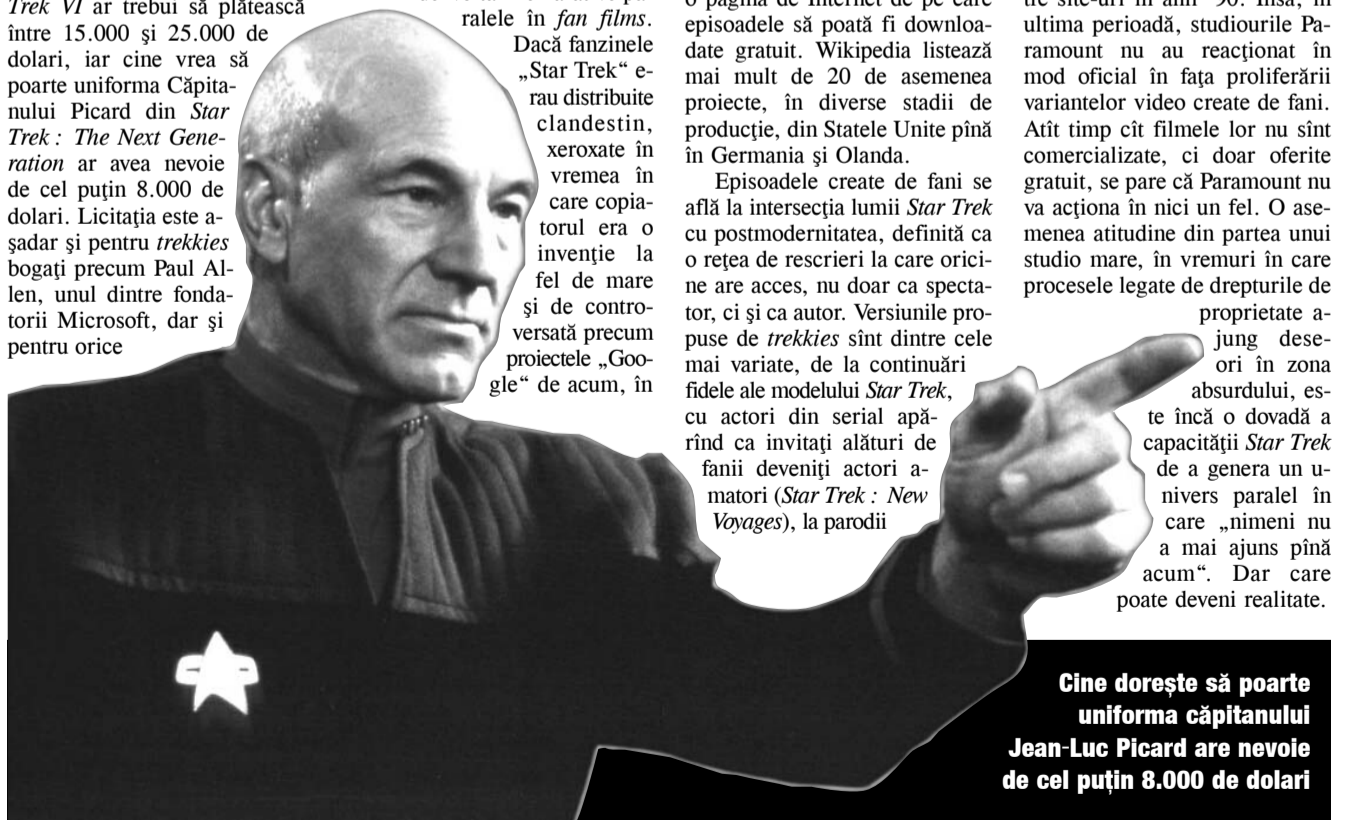 Trek VI ar trebui să plătească
între 15.000 şi 25.000 de
dolari, iar cine vrea să
poarte uniforma Căpita-
nului Picard din Star
Trek : The Next Gene-
ration ar avea nevoie
de cel puţin 8.000 de
dolari. Licitaţia este a-
şadar şi pentru trekkies
bogaţi precum Paul Al-
len, unul dintre fonda-
torii Microsoft, dar şi
pentru orice
ralele în fan films.
Dacă fanzinele
„Star Trek“ e-
rau distribuite
clandestin,
xeroxate în
vremea în
care copia-
torul era o
invenţie la
fel de mare
şi de contro-
versată precum
proiectele „Goo-
gle“ de acum, în
o pagină de Internet de pe care
episoadele să poată fi downloa-
date gratuit. Wikipedia listează
mai mult de 20 de asemenea
proiecte, în diverse stadii de
producţie, din Statele Unite pînă
în Germania şi Olanda.
Episoadele create de fani se
află la intersecţia lumii Star Trek
cu postmodernitatea, definită ca
o reţea de rescrieri la care orici-
ne are acces, nu doar ca specta-
tor, ci şi ca autor. Versiunile pro-
puse de trekkies sînt dintre cele
mai variate, de la continuări
fidele ale modelului Star Trek,
cu actori din serial apă-
rînd ca invitaţi alături de
fanii deveniţi actori a-
matori (Star Trek : New
Voyages), la parodii
tre site-uri în anii ’90. Însă, în
ultima perioadă, studiourile Pa-
ramount nu au reacţionat în
mod oficial în faţa proliferării
variantelor video create de fani.
Atît timp cît filmele lor nu sînt
comercializate, ci doar oferite
gratuit, se pare că Paramount nu
va acţiona în nici un fel. O ase-
menea atitudine din partea unui
studio mare, în vremuri în care
procesele legate de drepturile de
proprietate a-
jung dese-
ori în zona
absurdului, es-
te încă o dovadă a
capacităţii Star Trek
de a genera un u-
nivers paralel în
care „nimeni nu
a mai ajuns pînă
acum“. Dar care
poate deveni realitate.
Cine doreşte să poarte
uniforma căpitanului
Jean-Luc Picard are nevoie
de cel puţin 8.000 de dolari